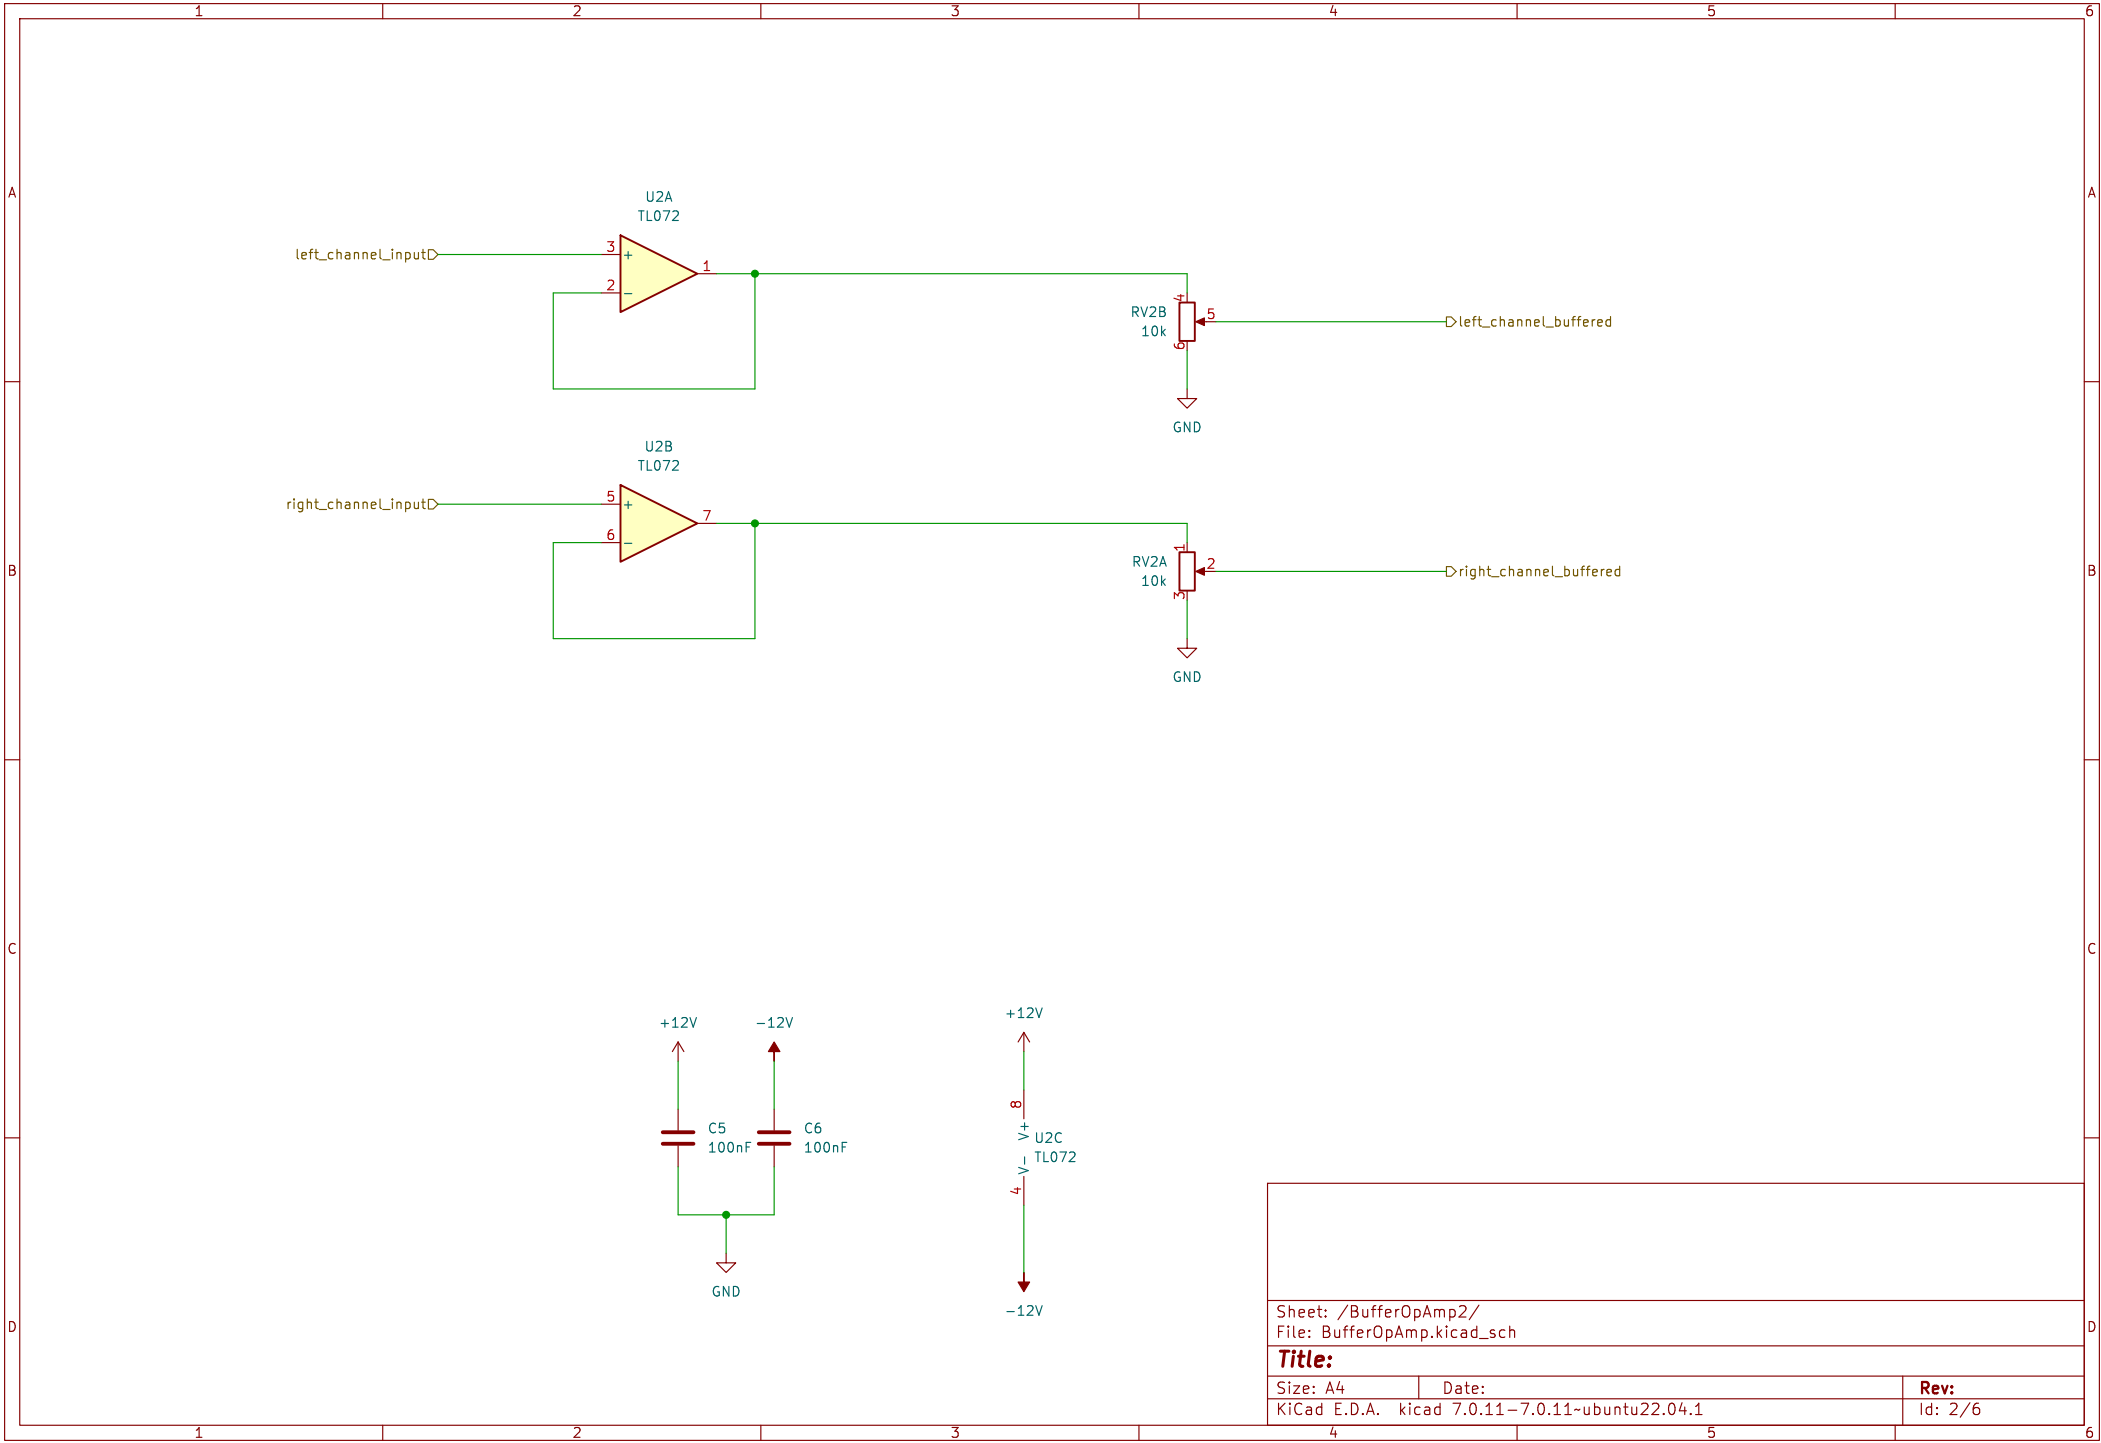 1 2 3 4 5 6
A A
U2A
TL072
left_channel_input
3
+
2
−
1
RV2B
10k
4
5
6
left_channel_buffered
GND
U2B
TL072
right_channel_input
5
+
6
−
7
B B
RV2A
10k
1
2
3
right_channel_buffered
GND
C C
+12V
-12V
+12V
C5
100nF
C6
100nF
8
V+
U2C
TL072
V-
4
GND
-12V
D D
Sheet: /BufferOpAmp2/
File: BufferOpAmp.kicad_sch
Title:
Size: A4 Date: Rev:
KiCad E.D.A. kicad 7.0.11-7.0.11~ubuntu22.04.1 Id: 2/6
1 2 3 4 5 6